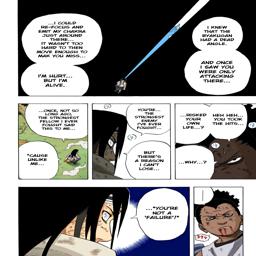 I KNEW
THAT THE
BYAKUGAN
HAD A DEAD
ANGLE.
AND ONCE
I SAW
YOU WERE
ONLY
ATTACKING
THERE...
...I COULD
RE-FOCUS AND
EMIT MY CHAKRA
JUST AROUND
THERE...
IT WASN'T TOO
HARD TO THEN
MOVE ENOUGH TO
MAKE YOU MISS...
I'M HURT...
BUT I'M
ALIVE.
HEH HEH...
YOU TOOK
THE HITS...
...RISKED
YOUR OWN
LIFE...?
...WHY...?
YOU'RE...
THE
STRONGEST
ENEMY
I'VE EVER
FOUGHT...
BUT
THERE'S
A REASON
I CAN'T
LOSE...
...ONCE, NOT SO
LONG AGO,
THE STRONGEST
FELLOW I EVER
FOUGHT SAID
THIS TO ME...
'CAUSE
UNLIKE
ME...
..."YOU'RE
NOT A
'FAILURE'!"